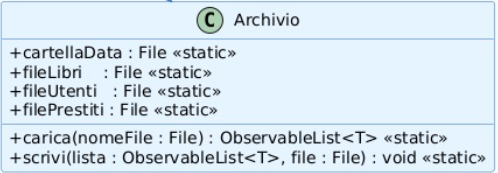 C Archivio
+cartellaData : File «static»
+fileLibri : File «static»
+fileUtenti : File «static»
+filePrestiti : File «static»
+carica(nomeFile : File) : ObservableList<T> «static»
+scrivi(lista : ObservableList<T>, file : File) : void «static»